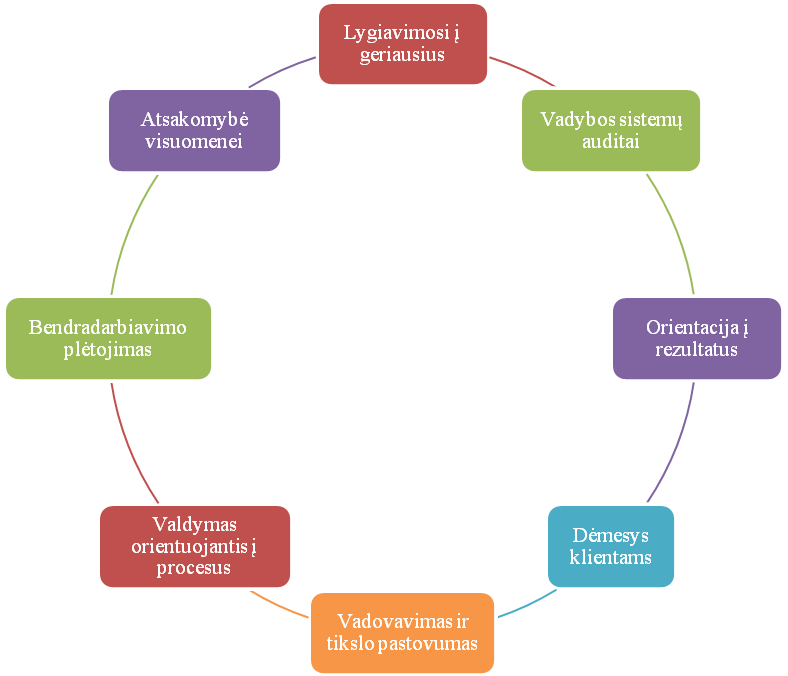 Lygiavimosi į
geriausius
Vadybos sistemų
auditai
Orientacija į
rezultatus
Dėmesys
klientams
Vadovavimas ir
tikslo pastovumas
Valdymas
orientuojantis į
procesus
Bendradarbiavimo
plėtojimas
Atsakomybė
visuomenei